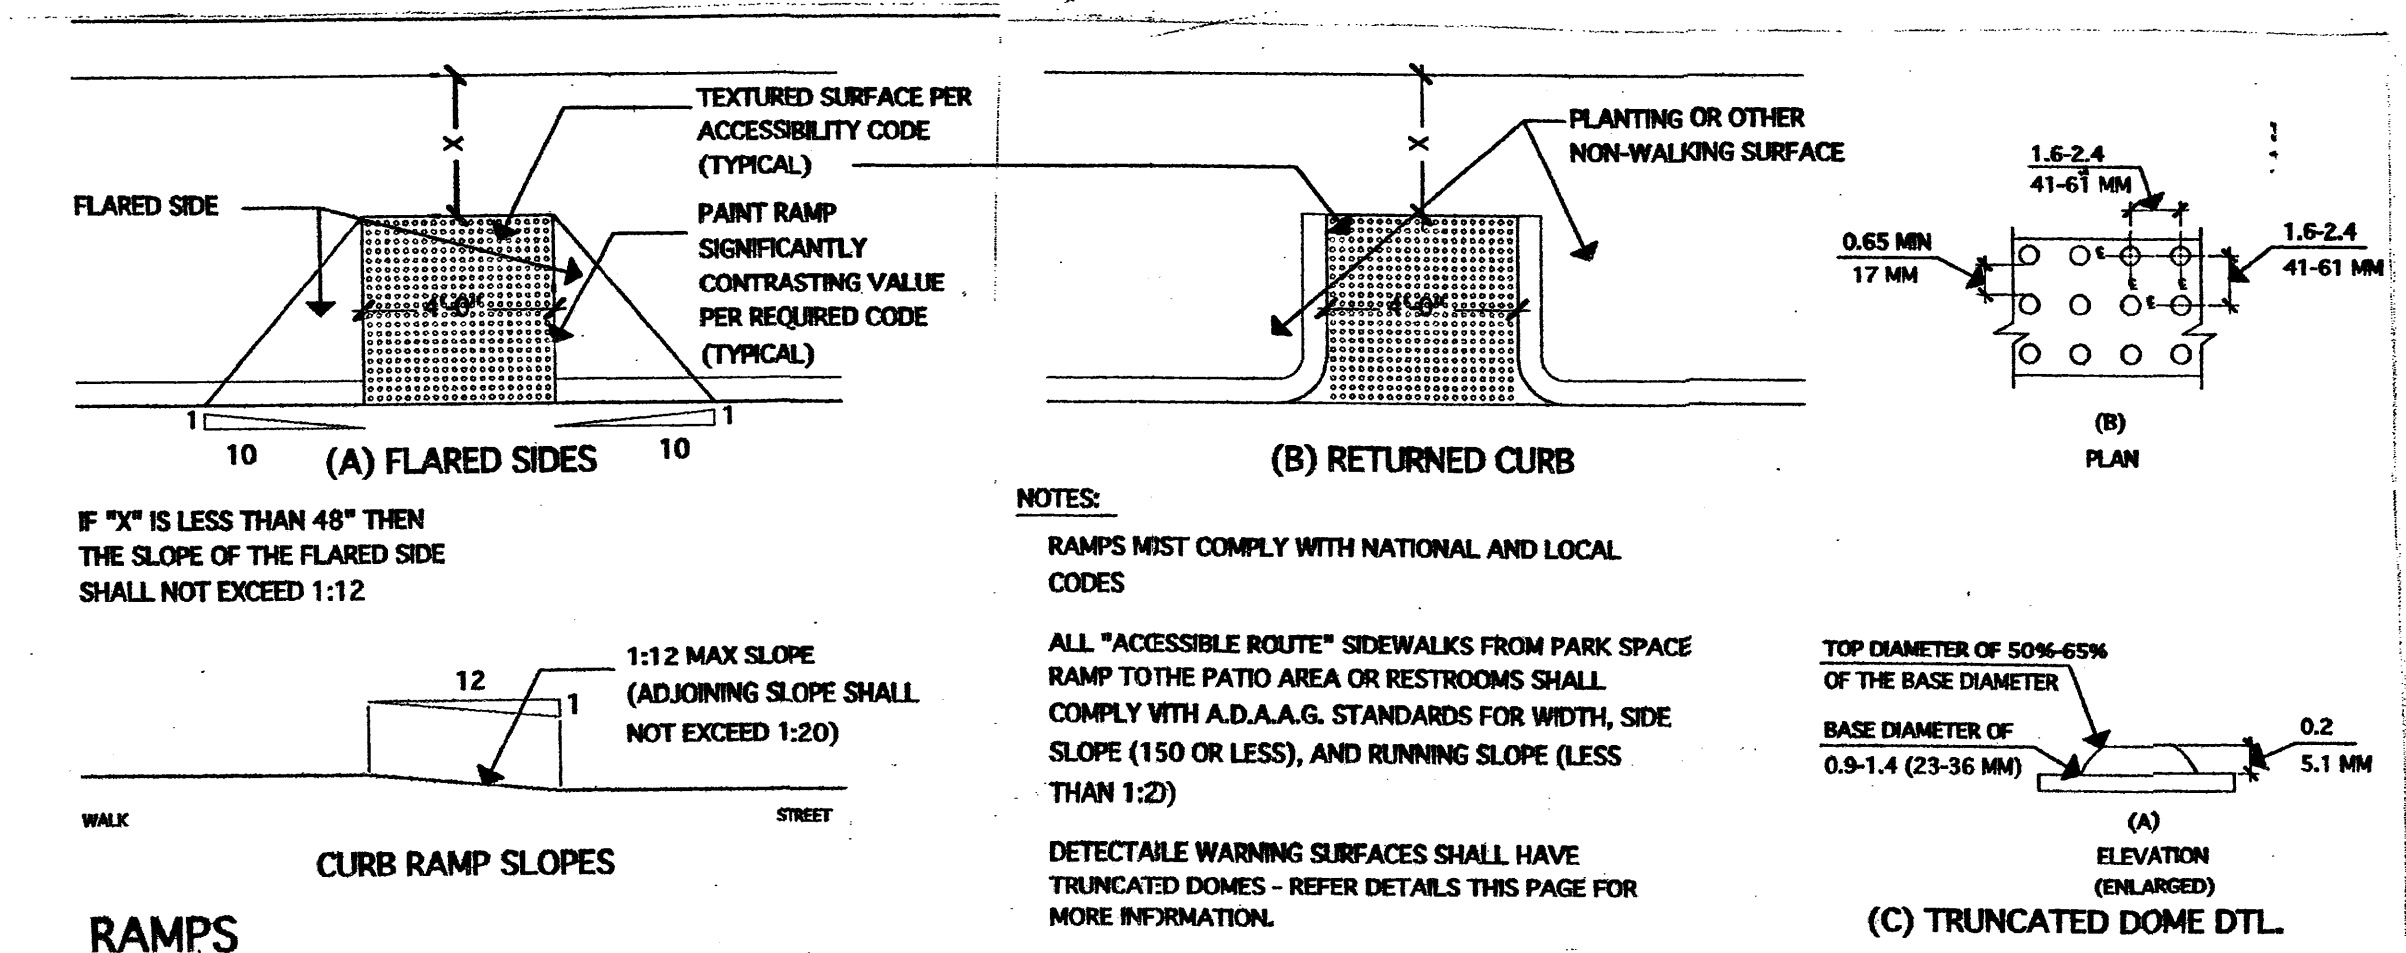 TEXTURED SURFACE PER
ACCESSIBILITY CODE
(TYPICAL)
X
FLARED SIDE
PAINT RAMP
SIGNIFICANTLY
CONTRASTING VALUE
PER REQUIRED CODE
(TYPICAL)
4'-0"
1
10
1
10
(A) FLARED SIDES
IF "X" IS LESS THAN 48" THEN
THE SLOPE OF THE FLARED SIDE
SHALL NOT EXCEED 1:12
12
1
1:12 MAX SLOPE
(ADJOINING SLOPE SHALL
NOT EXCEED 1:20)
WALK
STREET
CURB RAMP SLOPES
RAMPS
X
PLANTING OR OTHER
NON-WALKING SURFACE
4'-0"
(B) RETURNED CURB
NOTES:
RAMPS MIST COMPLY WITH NATIONAL AND LOCAL
CODES
ALL "ACCESSIBLE ROUTE" SIDEWALKS FROM PARK SPACE
RAMP TO THE PATIO AREA OR RESTROOMS SHALL
COMPLY VITH A.D.A.A.G. STANDARDS FOR WIDTH, SIDE
SLOPE (150 OR LESS), AND RUNNING SLOPE (LESS
THAN 1:20)
DETECTAILE WARNING SURFACES SHALL HAVE
TRUNCATED DOMES - REFER DETAILS THIS PAGE FOR
MORE INFORMATION.
1.6-2.4
41-61 MM
0.65 MIN
17 MM
1.6-2.4
41-61 MM
(B)
PLAN
TOP DIAMETER OF 50%-65%
OF THE BASE DIAMETER
BASE DIAMETER OF
0.9-1.4 (23-36 MM)
0.2
5.1 MM
(A)
ELEVATION
(ENLARGED)
(C) TRUNCATED DOME DTL.